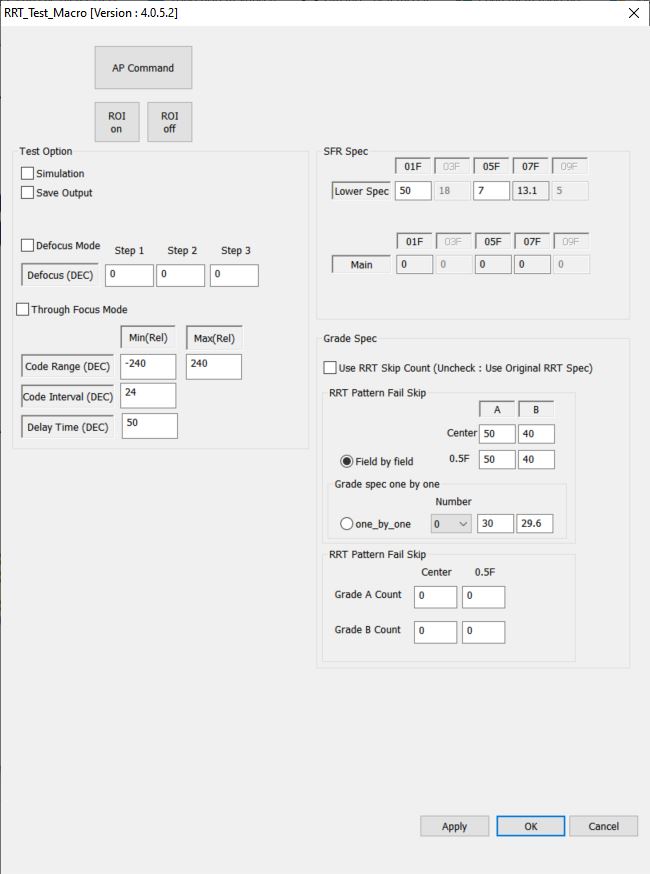 RRT_Test_Macro [Version : 4.0.5.2]
AP Command
ROI on
ROI off
Test Option
Simulation
Save Output
Defocus Mode
Step 1 Step 2 Step 3
Defocus (DEC) 0 0 0
Through Focus Mode
Min(Rel) Max(Rel)
Code Range (DEC) -240 240
Code Interval (DEC) 24
Delay Time (DEC) 50
SFR Spec
01F 03F 05F 07F 09F
Lower Spec 50 18 7 13.1 5
01F 03F 05F 07F 09F
Main 0 0 0 0 0
Grade Spec
Use RRT Skip Count (Uncheck : Use Original RRT Spec)
RRT Pattern Fail Skip
A B
Center 50 40
Field by field 0.5F 50 40
Grade spec one by one
Number
one_by_one 0 30 29.6
RRT Pattern Fail Skip
Center 0.5F
Grade A Count 0 0
Grade B Count 0 0
Apply OK Cancel